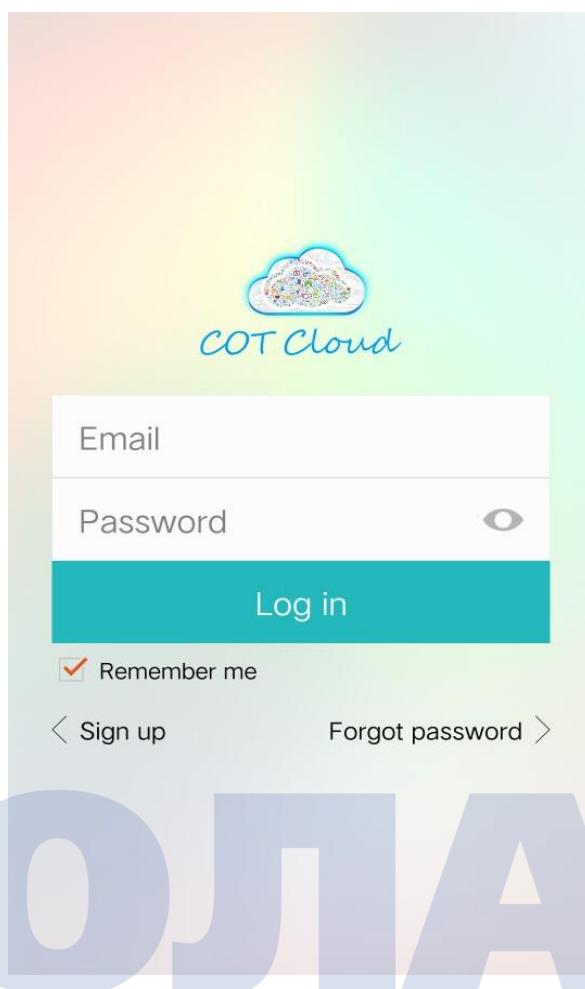 COT Cloud
Email
Password
Log in
Remember me
Sign up
Forgot password
ОЛА